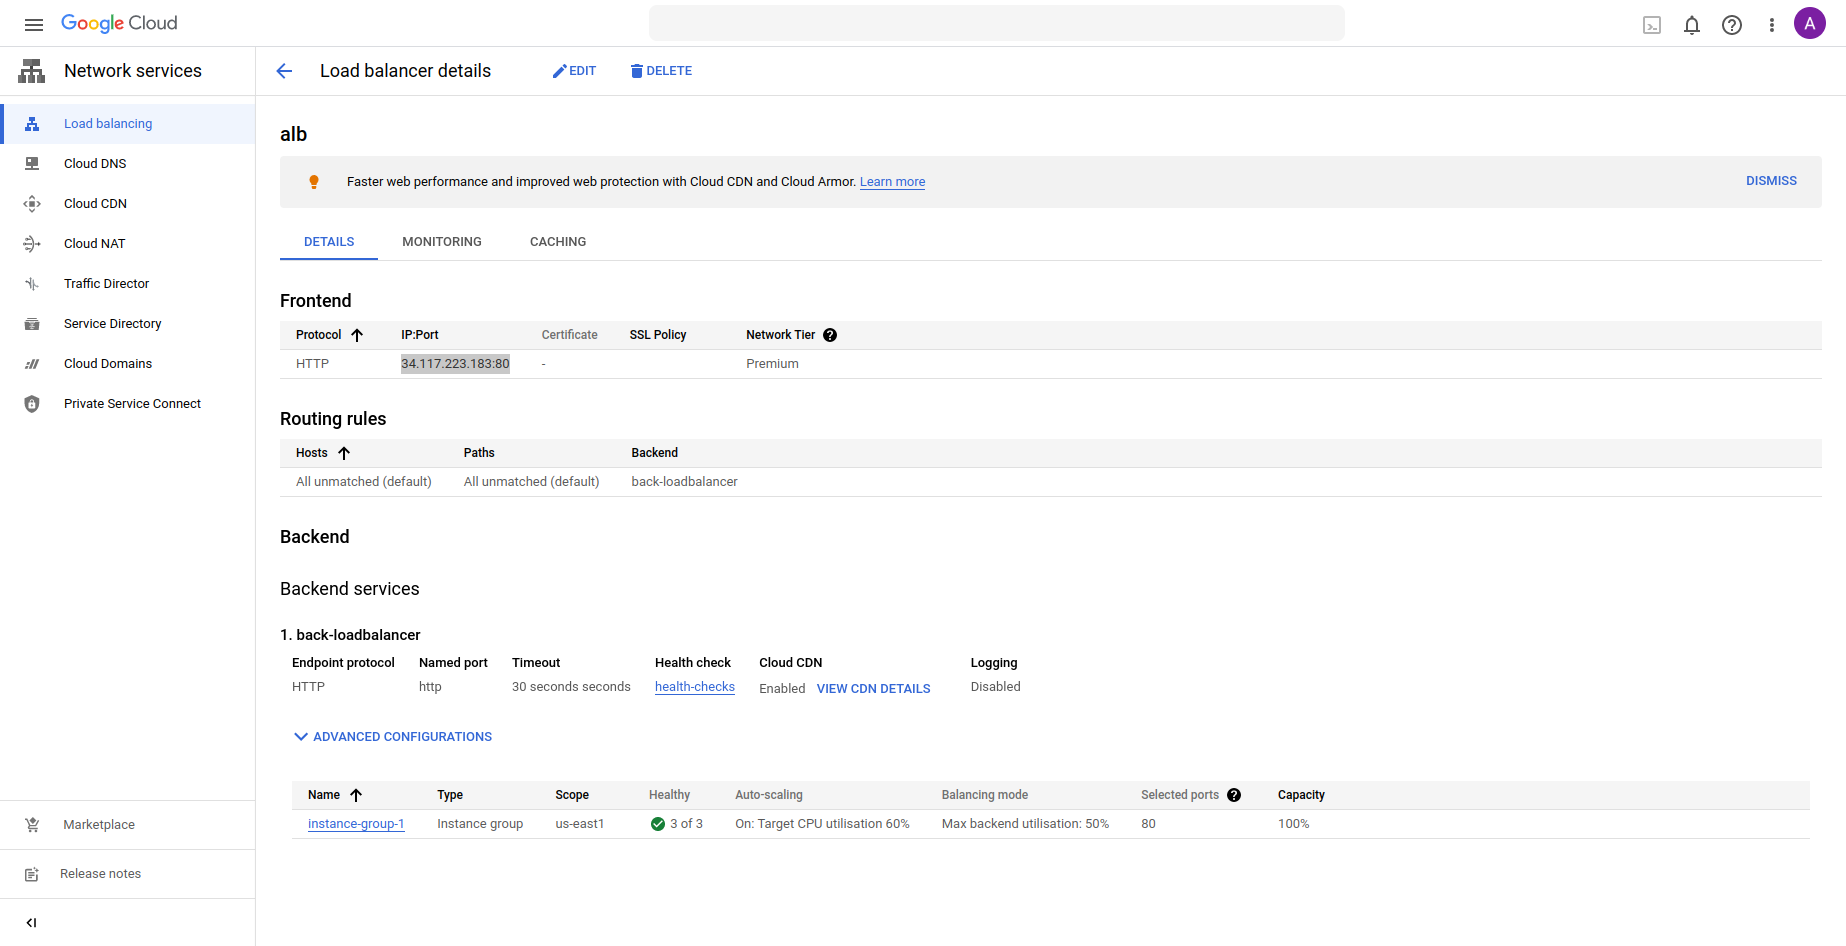 Google Cloud
A
Network services
Load balancer details
EDIT
DELETE
Load balancing
Cloud DNS
Cloud CDN
Cloud NAT
Traffic Director
Service Directory
Cloud Domains
Private Service Connect
Marketplace
Release notes
alb
Faster web performance and improved web protection with Cloud CDN and Cloud Armor. Learn more
DISMISS
DETAILS MONITORING CACHING
Frontend
Protocol IP:Port Certificate SSL Policy Network Tier ?
HTTP 34.117.223.183:80 - Premium
Routing rules
Hosts Paths Backend
All unmatched (default) All unmatched (default) back-loadbalancer
Backend
Backend services
1. back-loadbalancer
Endpoint protocol Named port Timeout Health check Cloud CDN Logging
HTTP http 30 seconds seconds health-checks Enabled VIEW CDN DETAILS Disabled
ADVANCED CONFIGURATIONS
Name Type Scope Healthy Auto-scaling Balancing mode Selected ports ? Capacity
instance-group-1 Instance group us-east1 3 of 3 On: Target CPU utilisation 60% Max backend utilisation: 50% 80 100%